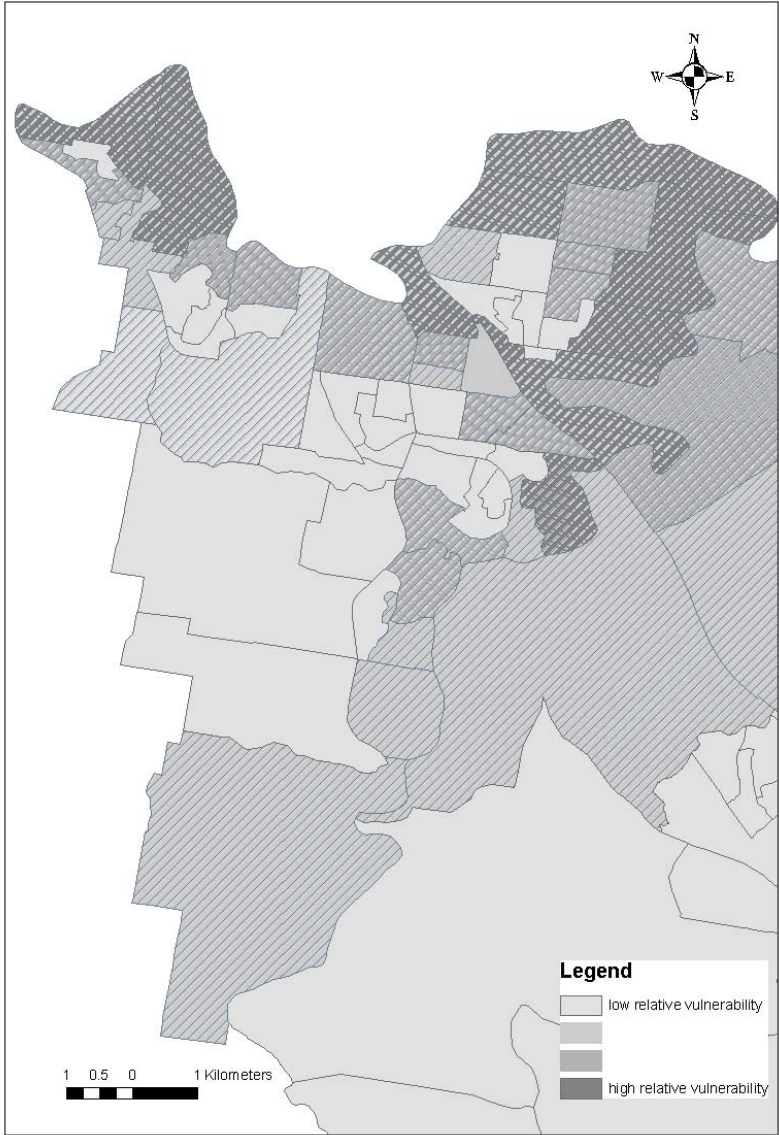 N
W E
S
Legend
low relative vulnerability
high relative vulnerability
1 0.5 0 1 Kilometers